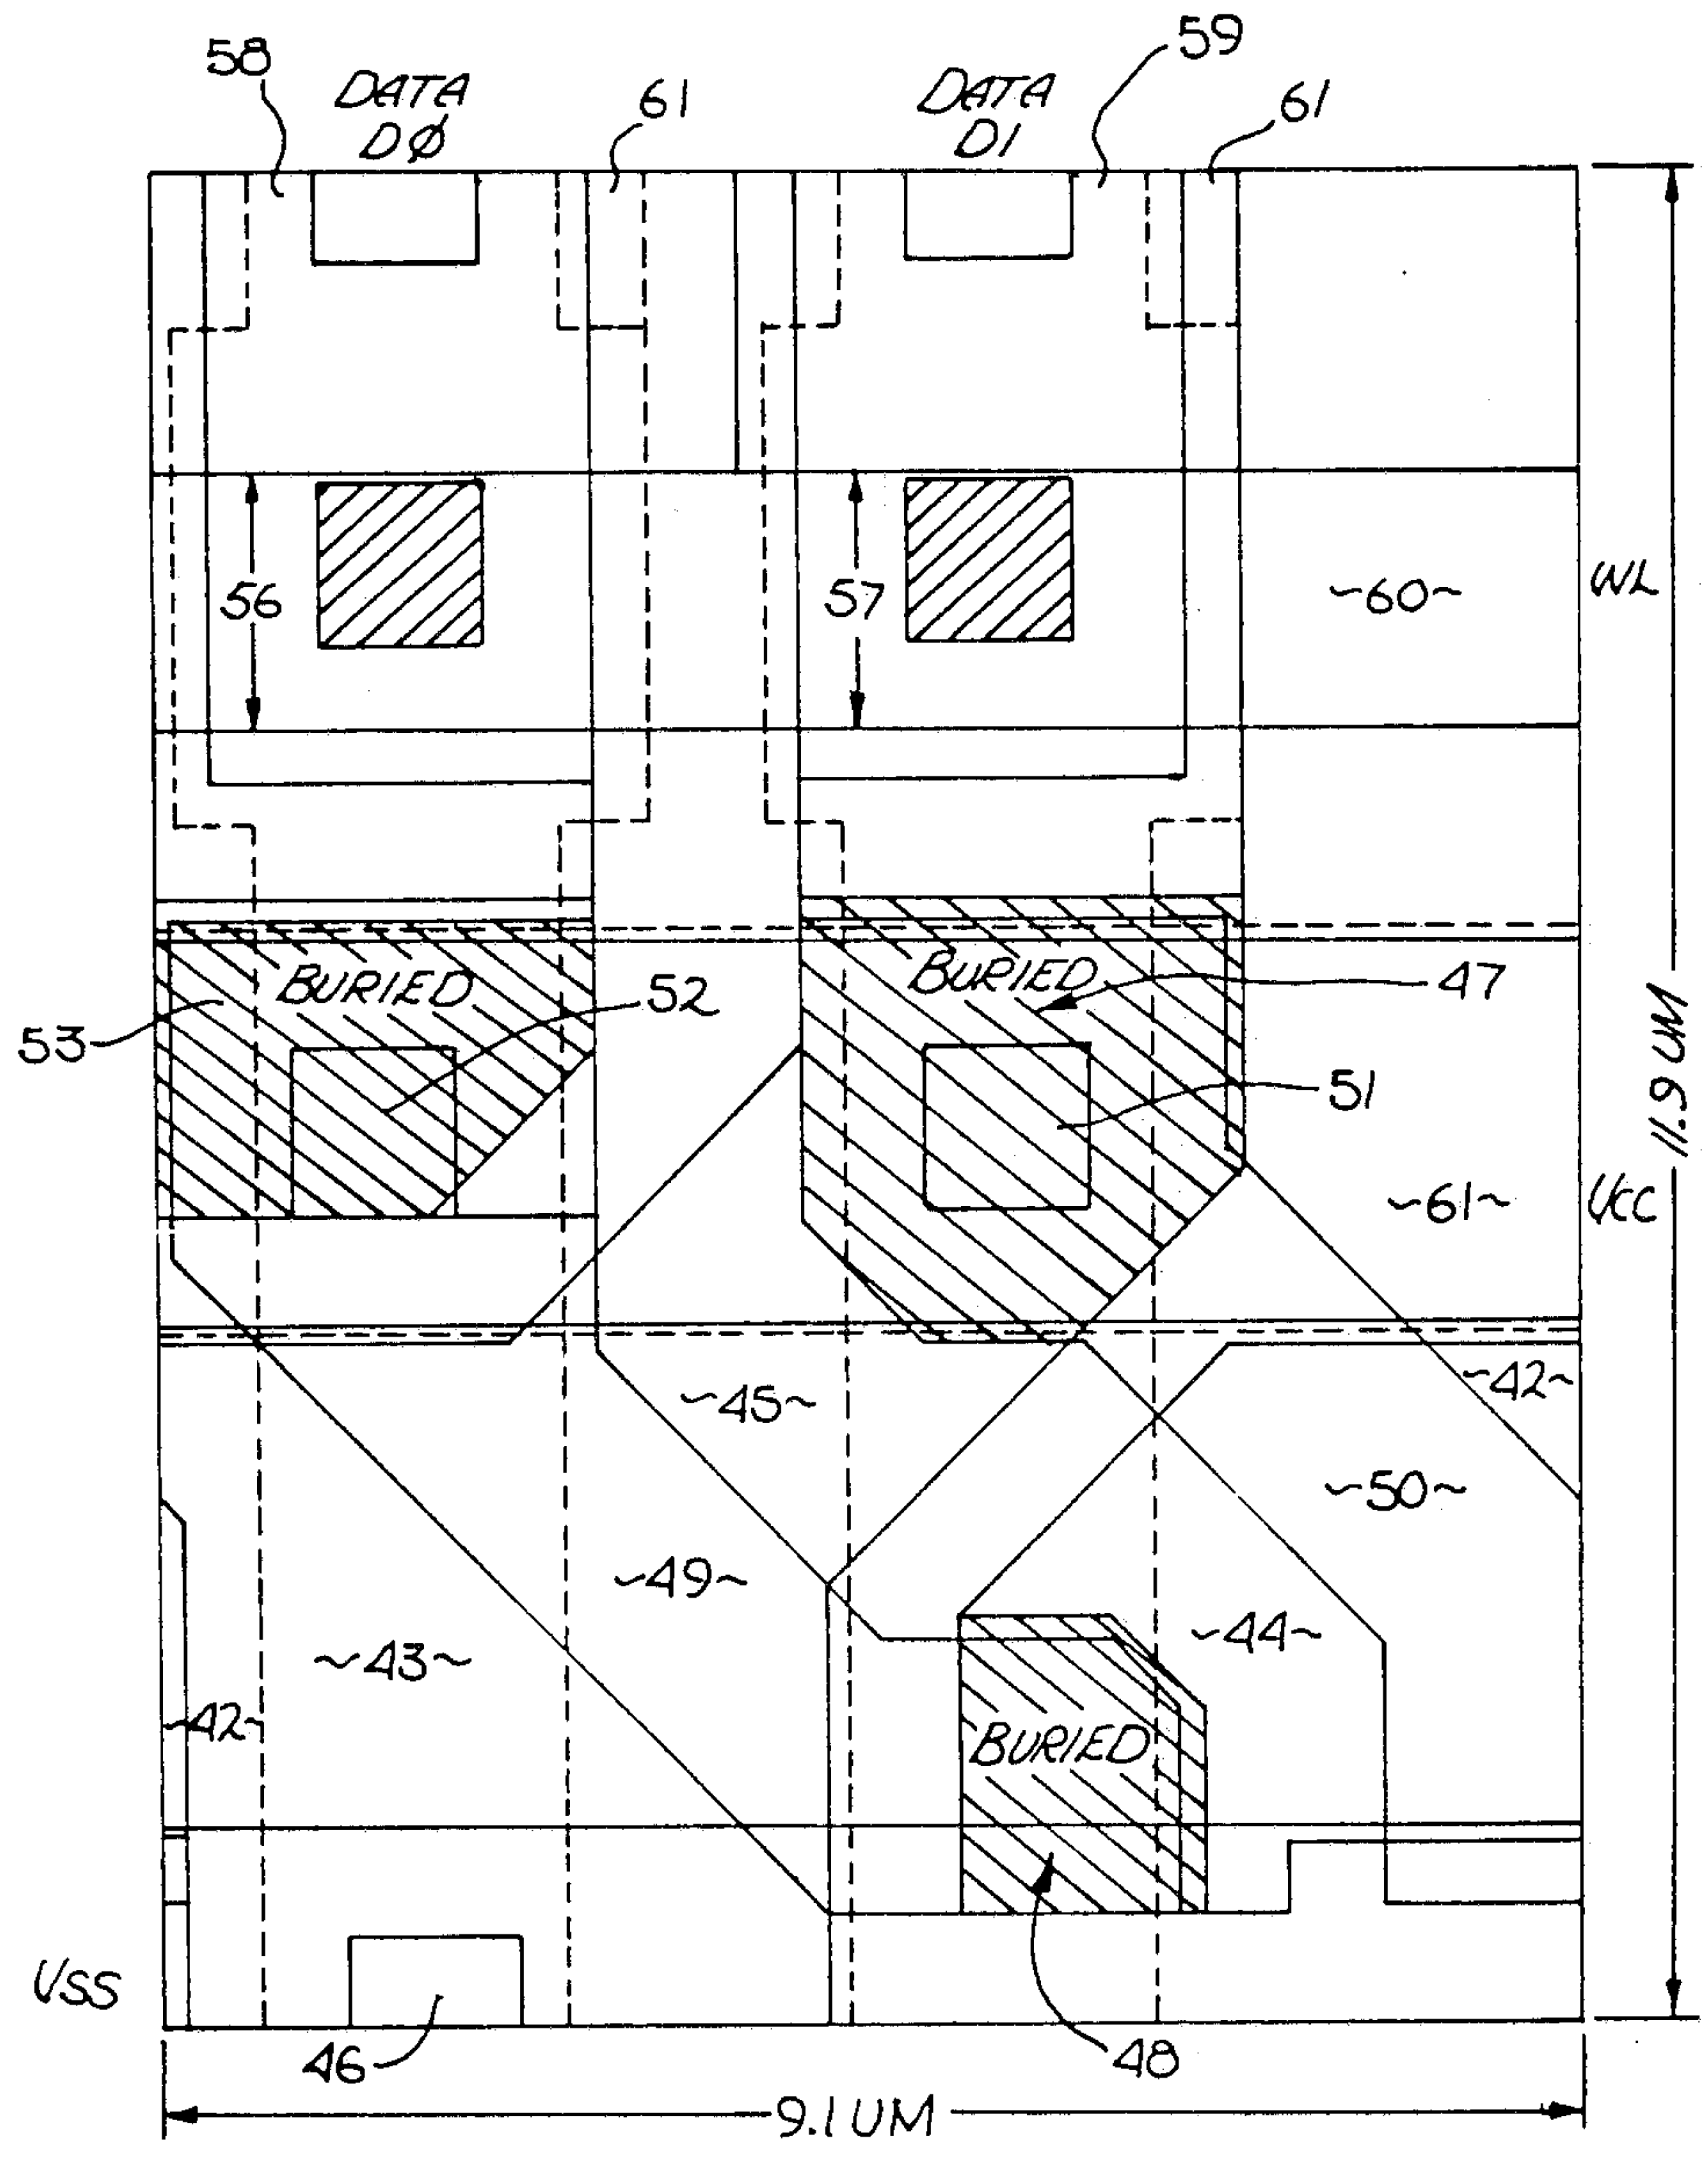 58
DATA
DØ
61
DATA
D1
59
61
56
57
~60~
WL
BURIED
BURIED
52
47
53
51
11.9 UM
~61~
VCC
~45~
~42~
~50~
~49~
~44~
~43~
~42~
BURIED
VSS
46
48
9.1 UM